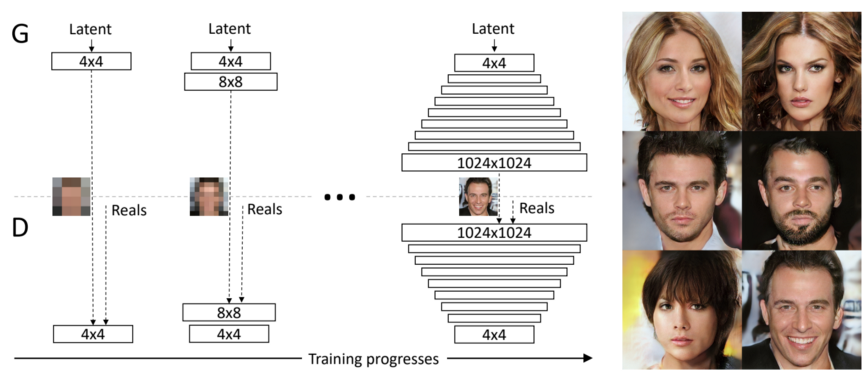 G
Latent
4x4
Latent
4x4
8x8
Latent
4x4
1024x1024
Reals
Reals
Reals
D
1024x1024
8x8
4x4
4x4
4x4
Training progresses